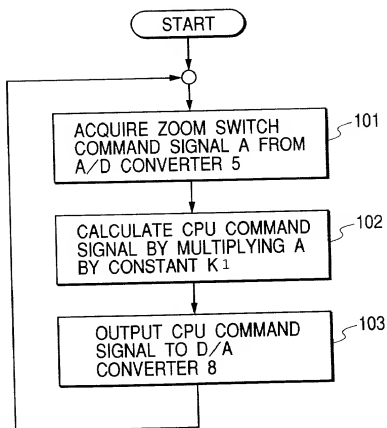 START
ACQUIRE ZOOM SWITCH
COMMAND SIGNAL A FROM
A/D CONVERTER 5
101
CALCULATE CPU COMMAND
SIGNAL BY MULTIPLYING A
BY CONSTANT K1
102
OUTPUT CPU COMMAND
SIGNAL TO D/A
CONVERTER 8
103